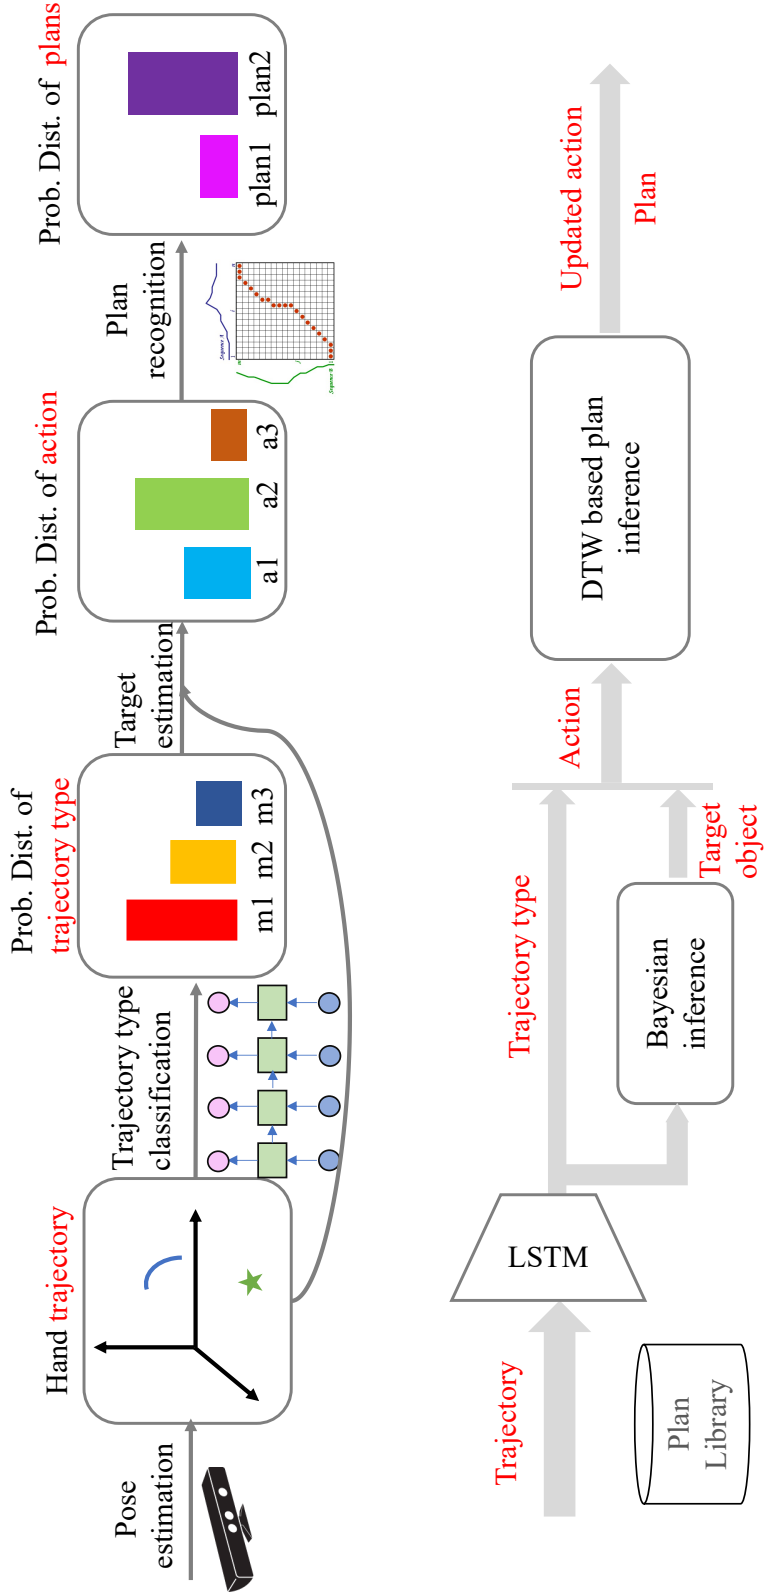 Pose
estimation
Hand trajectory
Trajectory type
classification
Prob. Dist. of
trajectory type
m1 m2 m3
Target
estimation
Prob. Dist. of action
a1 a2 a3
Plan
recognition
Sequence A
Sequence B
Prob. Dist. of plans
plan1 plan2
Trajectory
Plan
Library
LSTM
Trajectory type
Bayesian
inference
Target
object
Action
DTW based plan
inference
Updated action
Plan